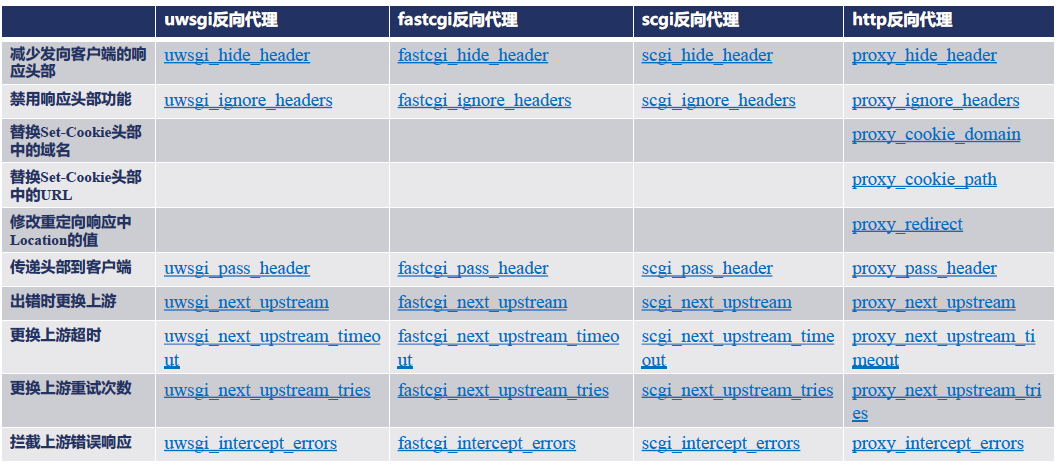 uwsgi反向代理 fastcgi反向代理 scgi反向代理 http反向代理
减少发向客户端的响应头部 uwsgi_hide_header fastcgi_hide_header scgi_hide_header proxy_hide_header
禁用响应头部功能 uwsgi_ignore_headers fastcgi_ignore_headers scgi_ignore_headers proxy_ignore_headers
替换Set-Cookie头部中的域名 proxy_cookie_domain
替换Set-Cookie头部中的URL proxy_cookie_path
修改重定向响应中Location的值 proxy_redirect
传递头部到客户端 uwsgi_pass_header fastcgi_pass_header scgi_pass_header proxy_pass_header
出错时更换上游 uwsgi_next_upstream fastcgi_next_upstream scgi_next_upstream proxy_next_upstream
更换上游超时 uwsgi_next_upstream_timeout fastcgi_next_upstream_timeout scgi_next_upstream_timeout proxy_next_upstream_timeout
更换上游重试次数 uwsgi_next_upstream_tries fastcgi_next_upstream_tries scgi_next_upstream_tries proxy_next_upstream_tries
拦截上游错误响应 uwsgi_intercept_errors fastcgi_intercept_errors scgi_intercept_errors proxy_intercept_errors